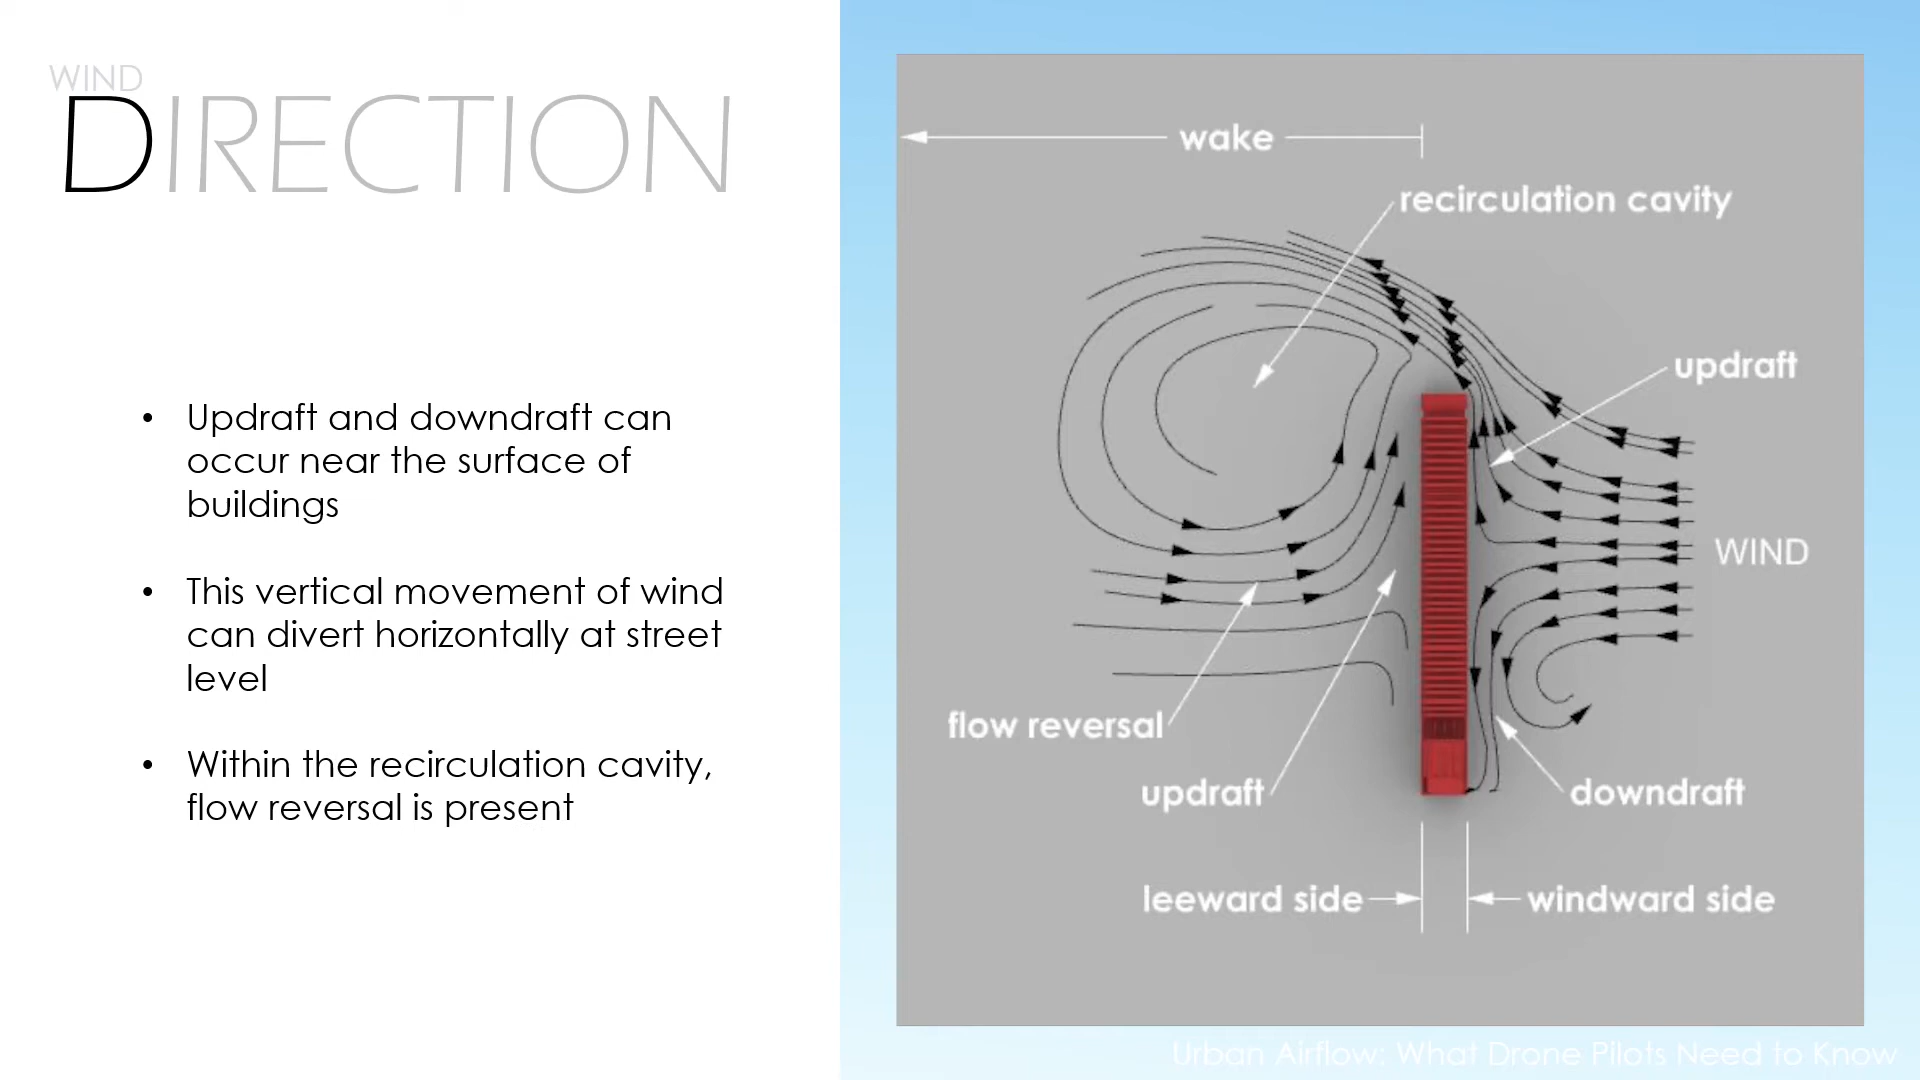 WIND
DIRECTION
• Updraft and downdraft can
occur near the surface of
buildings
• This vertical movement of wind
can divert horizontally at street
level
• Within the recirculation cavity,
flow reversal is present
wake
recirculation cavity
updraft
WIND
flow reversal
updraft
downdraft
leeward side
windward side
Urban Airflow: What Drone Pilots Need to Know